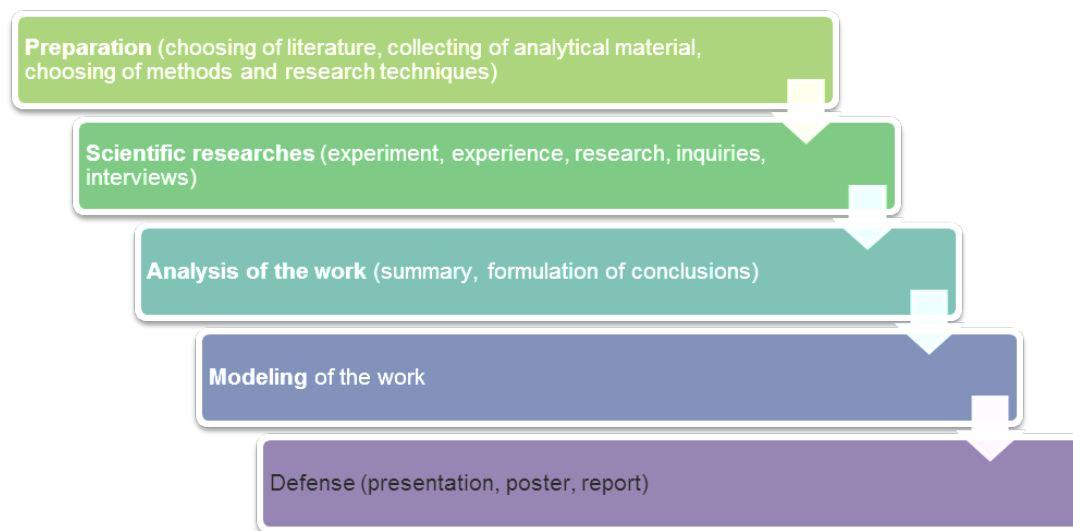 Preparation (choosing of literature, collecting of analytical material,
choosing of methods and research techniques)
Scientific researches (experiment, experience, research, inquiries,
interviews)
Analysis of the work (summary, formulation of conclusions)
Modeling of the work
Defense (presentation, poster, report)